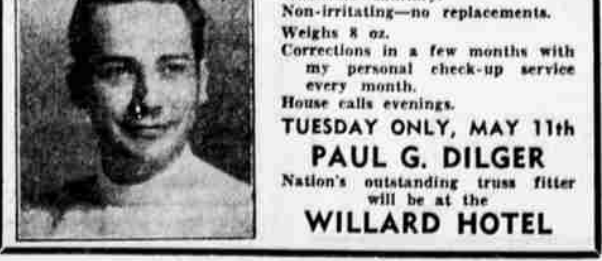 Non-irritating—no replacements.
Weighs 8 oz.
Corrections in a few months with
my personal check-up service
every month.
House calls evenings.
TUESDAY ONLY, MAY 11th
PAUL G. DILGER
Nation's outstanding truss fitter
will be at the
WILLARD HOTEL